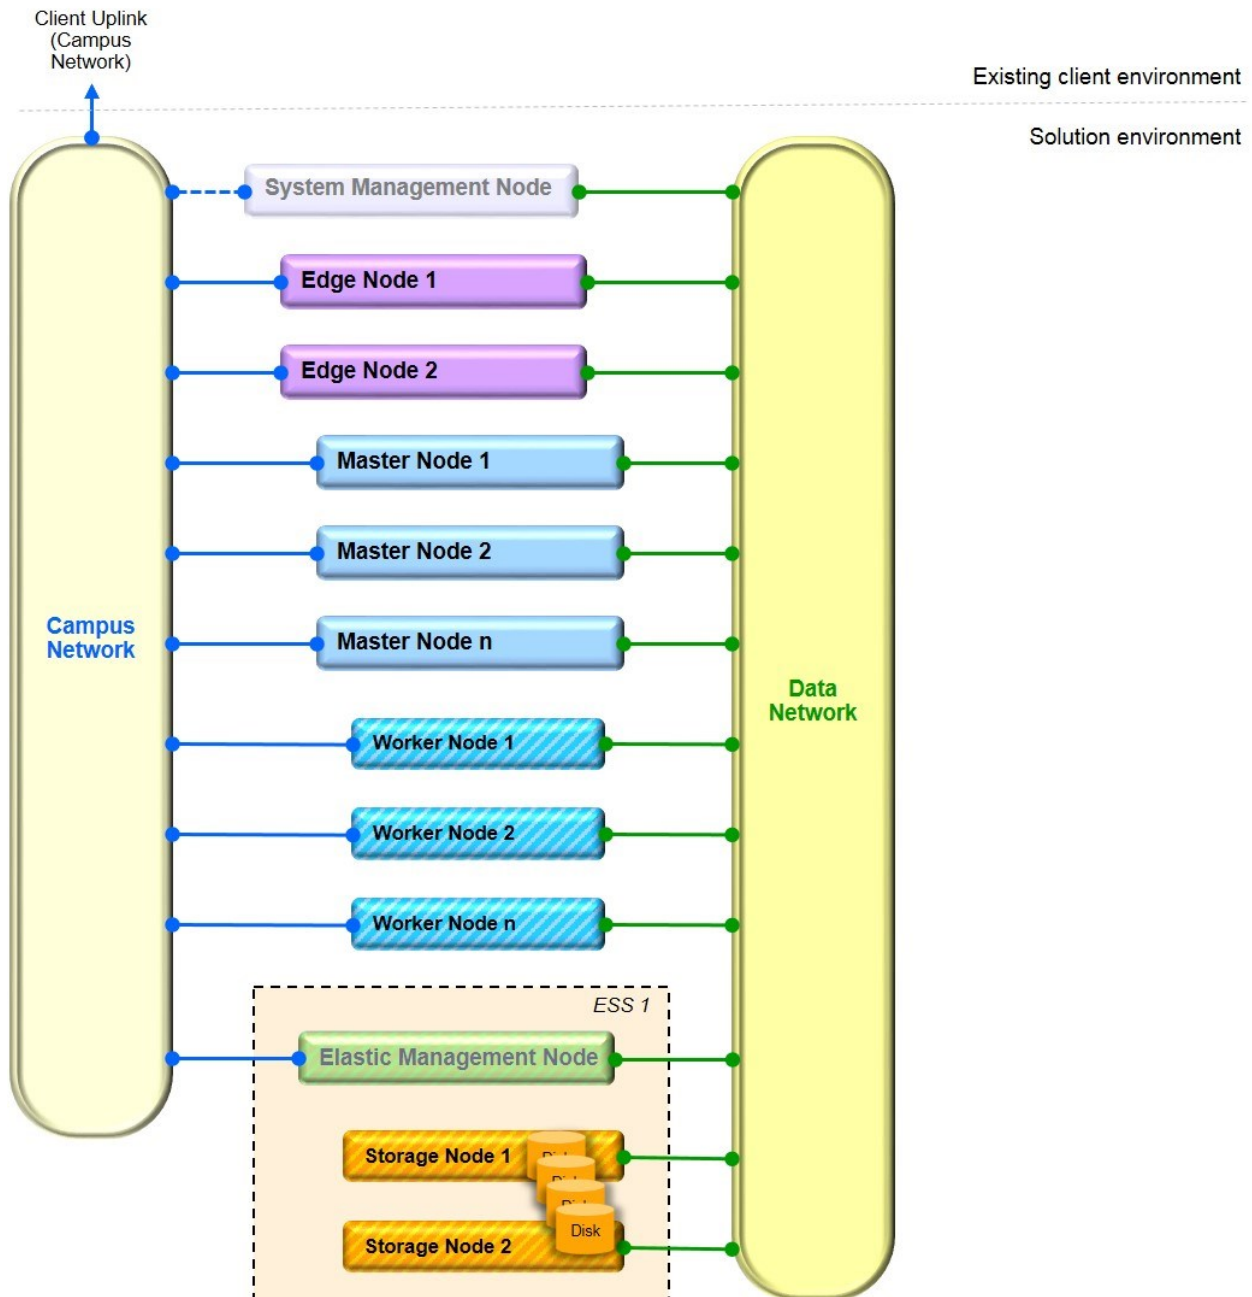 Client Uplink
(Campus
Network)
Existing client environment
Solution environment
System Management Node
Edge Node 1
Edge Node 2
Master Node 1
Master Node 2
Master Node n
Campus
Network
Data
Network
Worker Node 1
Worker Node 2
Worker Node n
ESS 1
Elastic Management Node
Storage Node 1
Disk
Storage Node 2